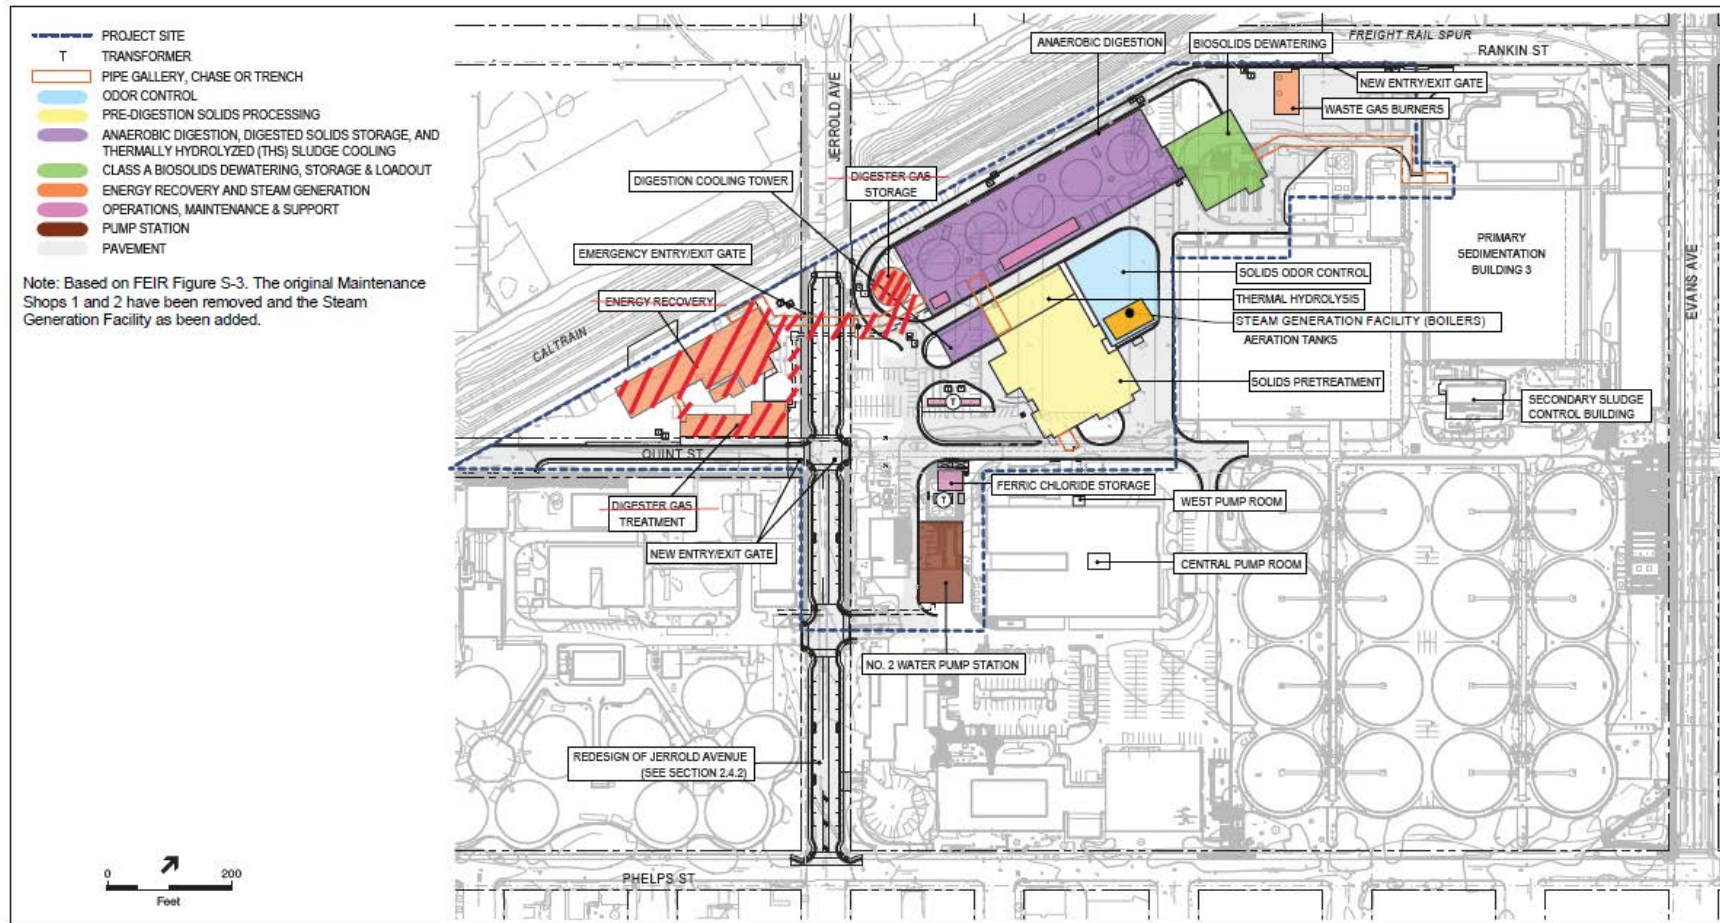 PROJECT SITE
T TRANSFORMER
PIPE GALLERY, CHASE OR TRENCH
ODOR CONTROL
PRE-DIGESTION SOLIDS PROCESSING
ANAEROBIC DIGESTION, DIGESTED SOLIDS STORAGE, AND
THERMALLY HYDROLYZED (THS) SLUDGE COOLING
CLASS A BIOSOLIDS DEWATERING, STORAGE & LOADOUT
ENERGY RECOVERY AND STEAM GENERATION
OPERATIONS, MAINTENANCE & SUPPORT
PUMP STATION
PAVEMENT
Note: Based on FEIR Figure S-3. The original Maintenance
Shops 1 and 2 have been removed and the Steam
Generation Facility as been added.
0 200
Feet
FREIGHT RAIL SPUR
RANKIN ST
ANAEROBIC DIGESTION
BIOSOLIDS DEWATERING
NEW ENTRY/EXIT GATE
WASTE GAS BURNERS
JERROLD AVE
DIGESTION COOLING TOWER
DIGESTER GAS
STORAGE
EMERGENCY ENTRY/EXIT GATE
ENERGY RECOVERY
CALTRAIN
PRIMARY
SEDIMENTATION
BUILDING 3
EVANS AVE
SOLIDS ODOR CONTROL
THERMAL HYDROLYSIS
STEAM GENERATION FACILITY (BOILERS)
AERATION TANKS
SOLIDS PRETREATMENT
SECONDARY SLUDGE
CONTROL BUILDING
T
QUINT ST
FERRIC CHLORIDE STORAGE
T
WEST PUMP ROOM
DIGESTER GAS
TREATMENT
NEW ENTRY/EXIT GATE
CENTRAL PUMP ROOM
NO. 2 WATER PUMP STATION
REDESIGN OF JERROLD AVENUE
(SEE SECTION 2.4.2)
PHELPS ST